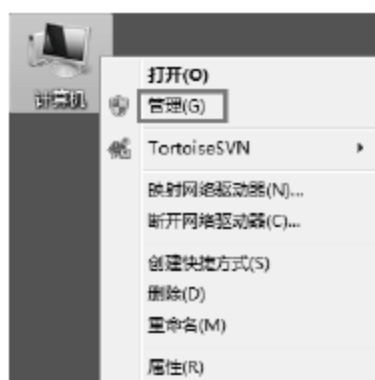 计算机
打开(O)
管理(G)
TortoiseSVN
映射网络驱动器(N)...
断开网络驱动器(C)...
创建快捷方式(S)
删除(D)
重命名(M)
属性(R)